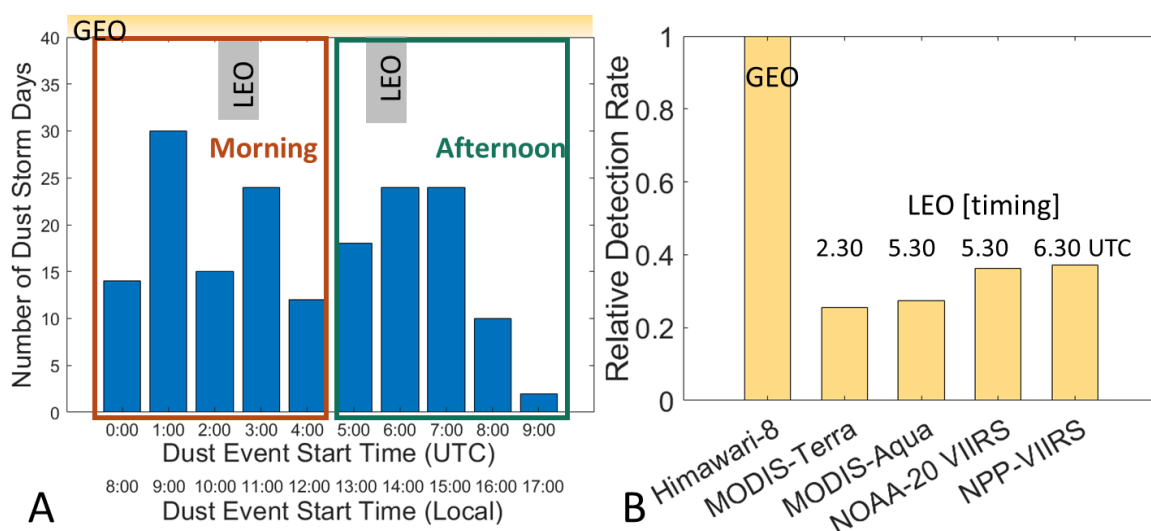 GEO
40
35
30
25
20
15
10
5
0
Number of Dust Storm Days
LEO
LEO
Morning
Afternoon
0:00 1:00 2:00 3:00 4:00 5:00 6:00 7:00 8:00 9:00
Dust Event Start Time (UTC)
8:00 9:00 10:00 11:00 12:00 13:00 14:00 15:00 16:00 17:00
Dust Event Start Time (Local)
A
1
0.8
0.6
0.4
0.2
0
Relative Detection Rate
GEO
LEO [timing]
2.30 5.30 5.30 6.30 UTC
Himawari-8
MODIS-Terra
MODIS-Aqua
NOAA-20 VIIRS
NPP-VIIRS
B